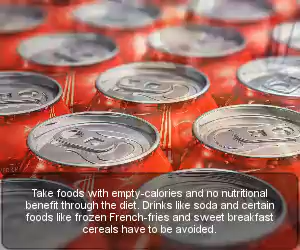 Take foods with empty-calories and no nutritional
benefit through the diet. Drinks like soda and certain
foods like frozen French-fries and sweet breakfast
cereals have to be avoided.